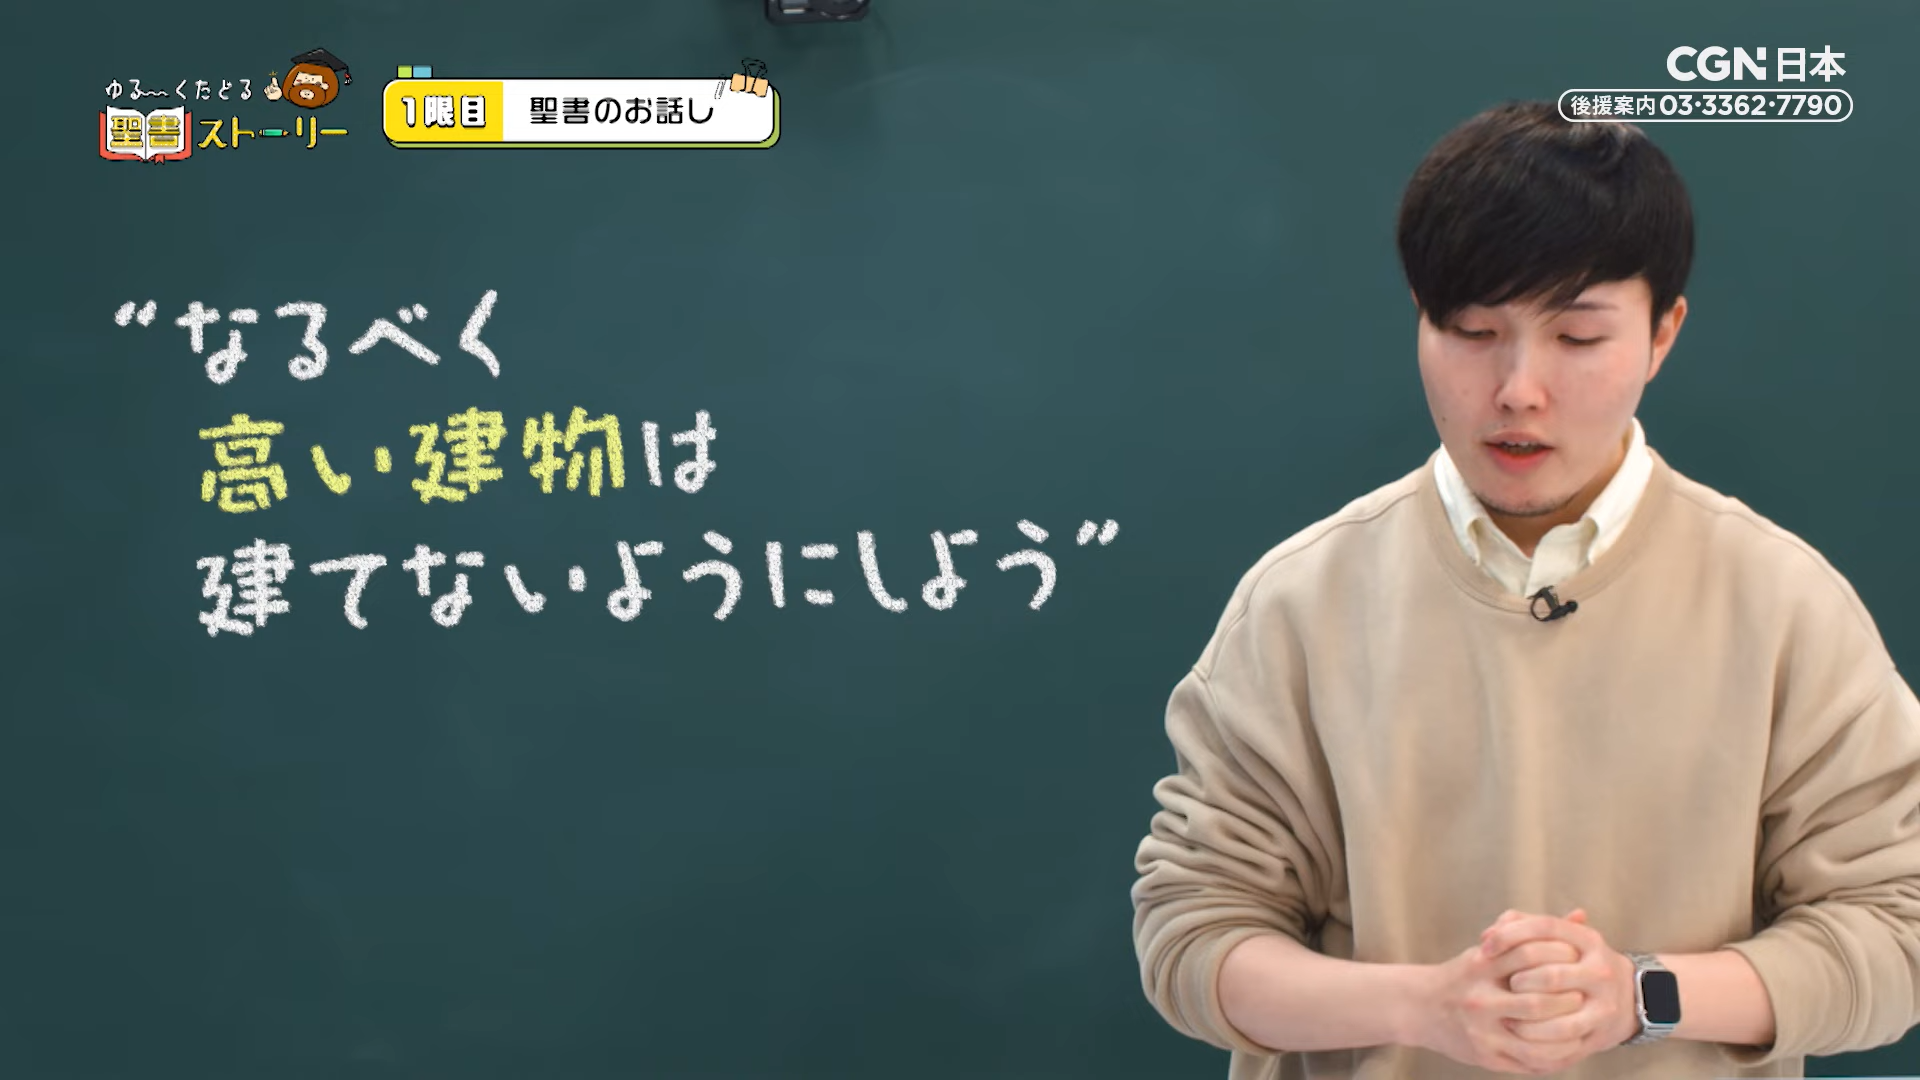 ゆる〜くたどる
聖書ストーリー
1限目 聖書のお話し
CGN日本
後援案内 03・3362・7790
“なるべく
高い建物は
建てないようにしよう”